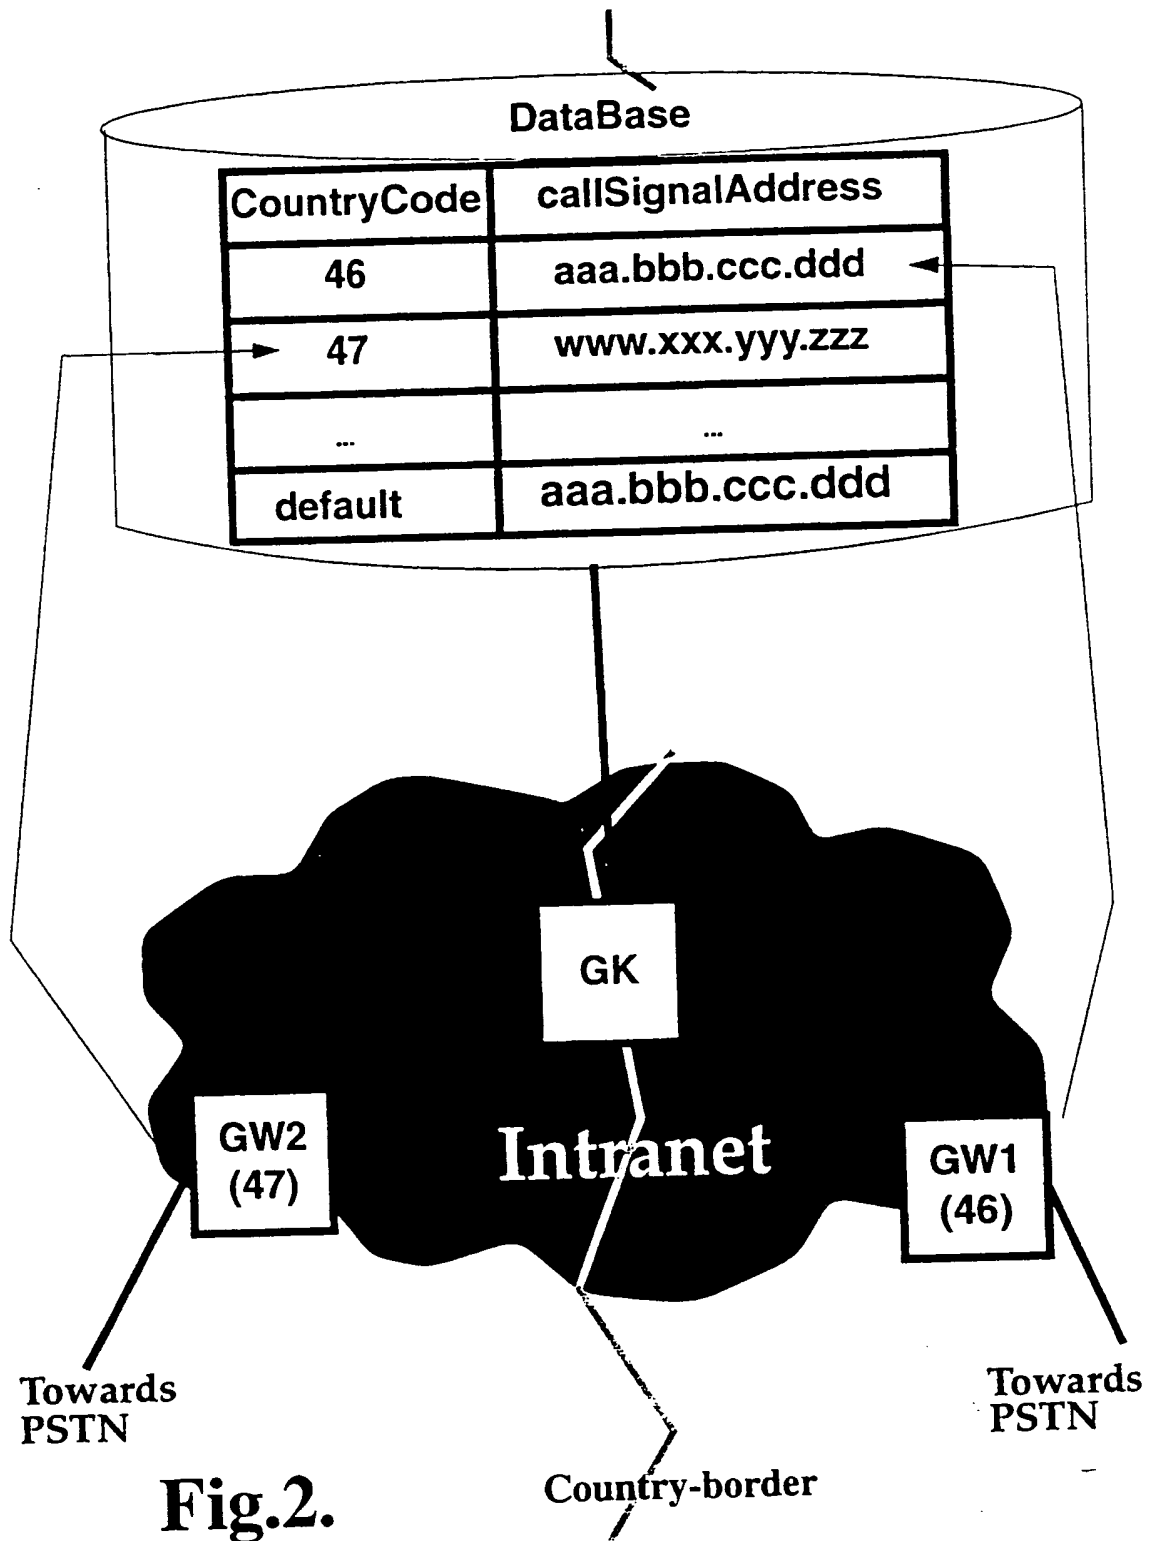 DataBase
CountryCode callSignalAddress
46 aaa.bbb.ccc.ddd
47 www.xxx.yyy.zzz
... ...
default aaa.bbb.ccc.ddd
GK
Intranet
GW2
(47)
GW1
(46)
Towards
PSTN
Towards
PSTN
Country-border
Fig.2.